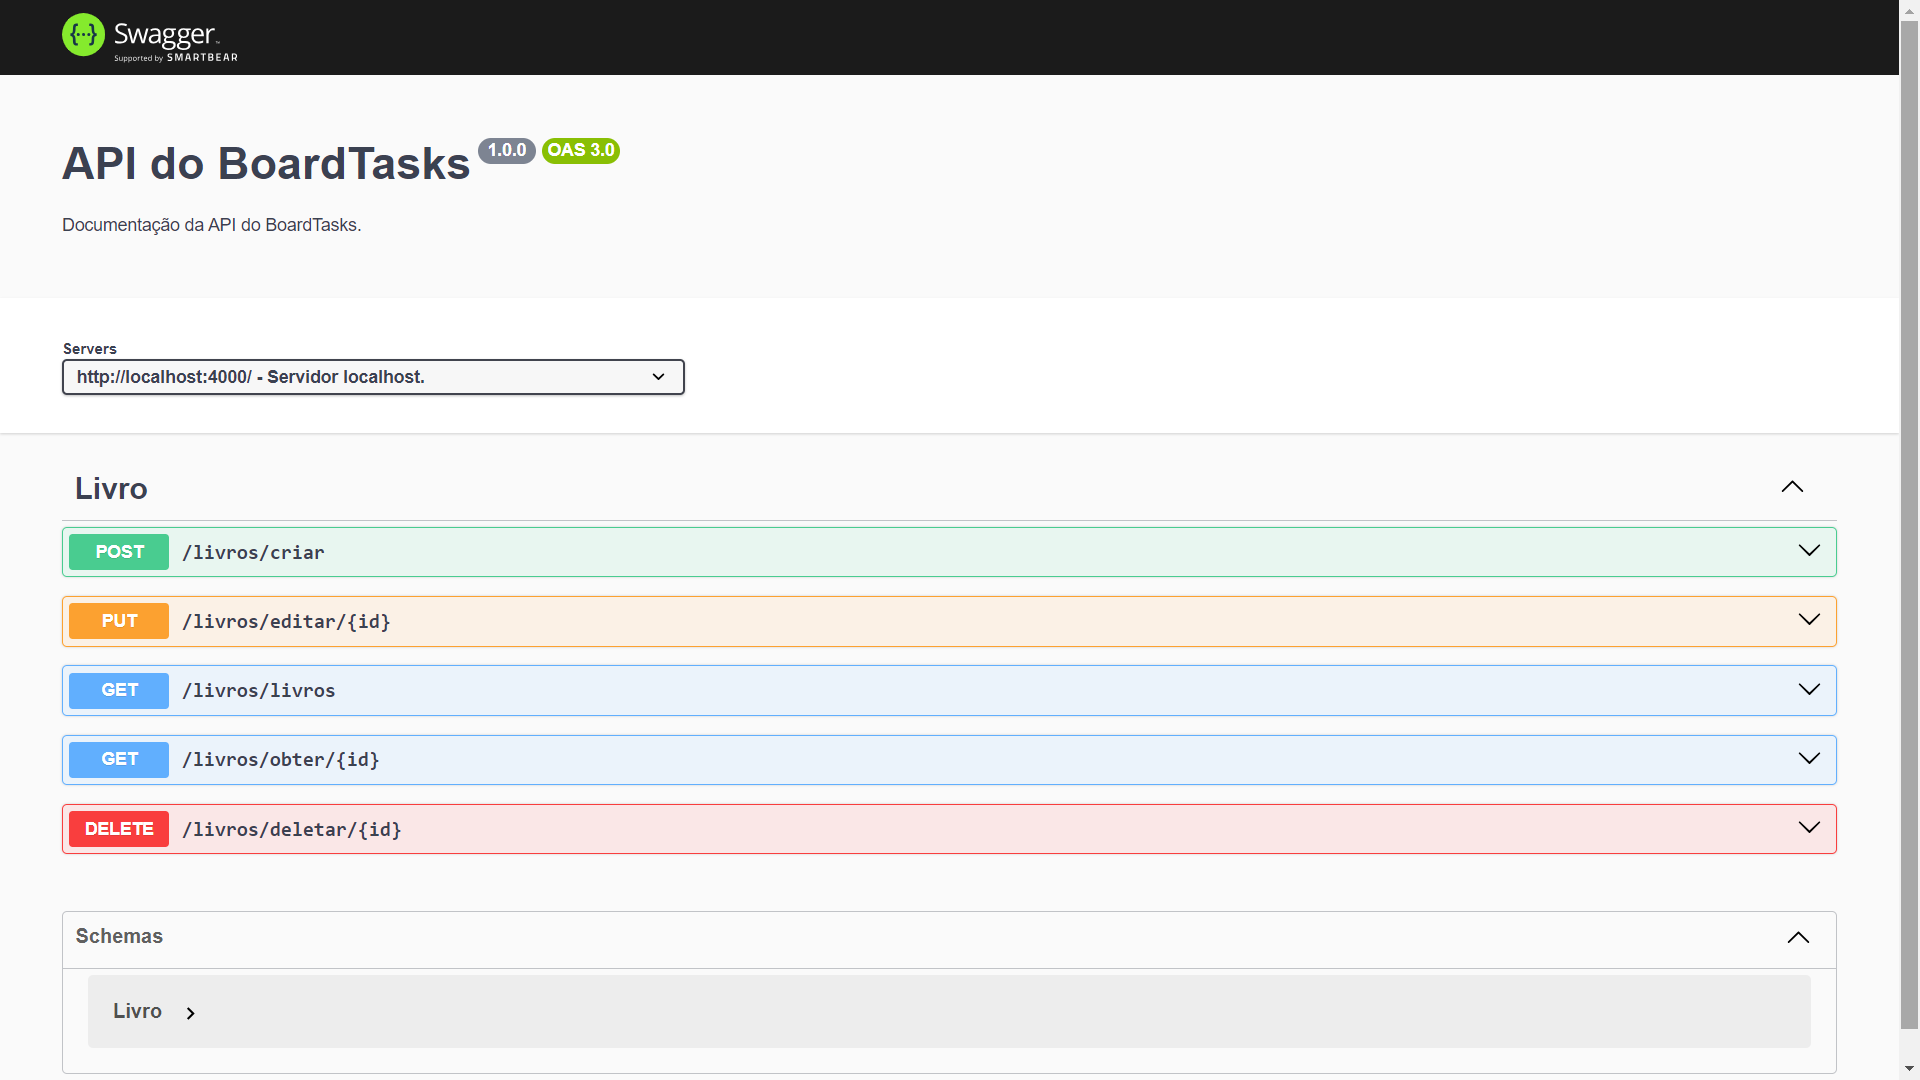 Swagger
Supported by SMARTBEAR
API do BoardTasks 1.0.0 OAS 3.0
Documentação da API do BoardTasks.
Servers
http://localhost:4000/ - Servidor localhost.
Livro
POST /livros/criar
PUT /livros/editar/{id}
GET /livros/livros
GET /livros/obter/{id}
DELETE /livros/deletar/{id}
Schemas
Livro